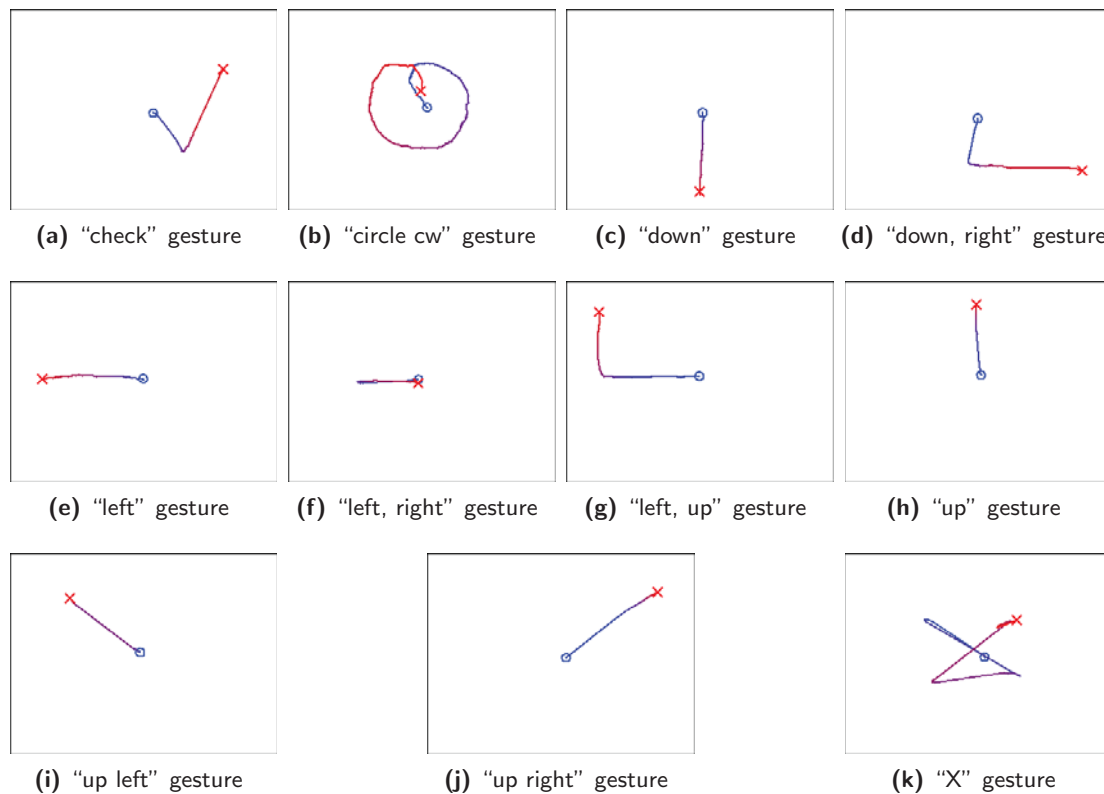 (a) “check” gesture
(b) “circle cw” gesture
(c) “down” gesture
(d) “down, right” gesture
(e) “left” gesture
(f) “left, right” gesture
(g) “left, up” gesture
(h) “up” gesture
(i) “up left” gesture
(j) “up right” gesture
(k) “X” gesture